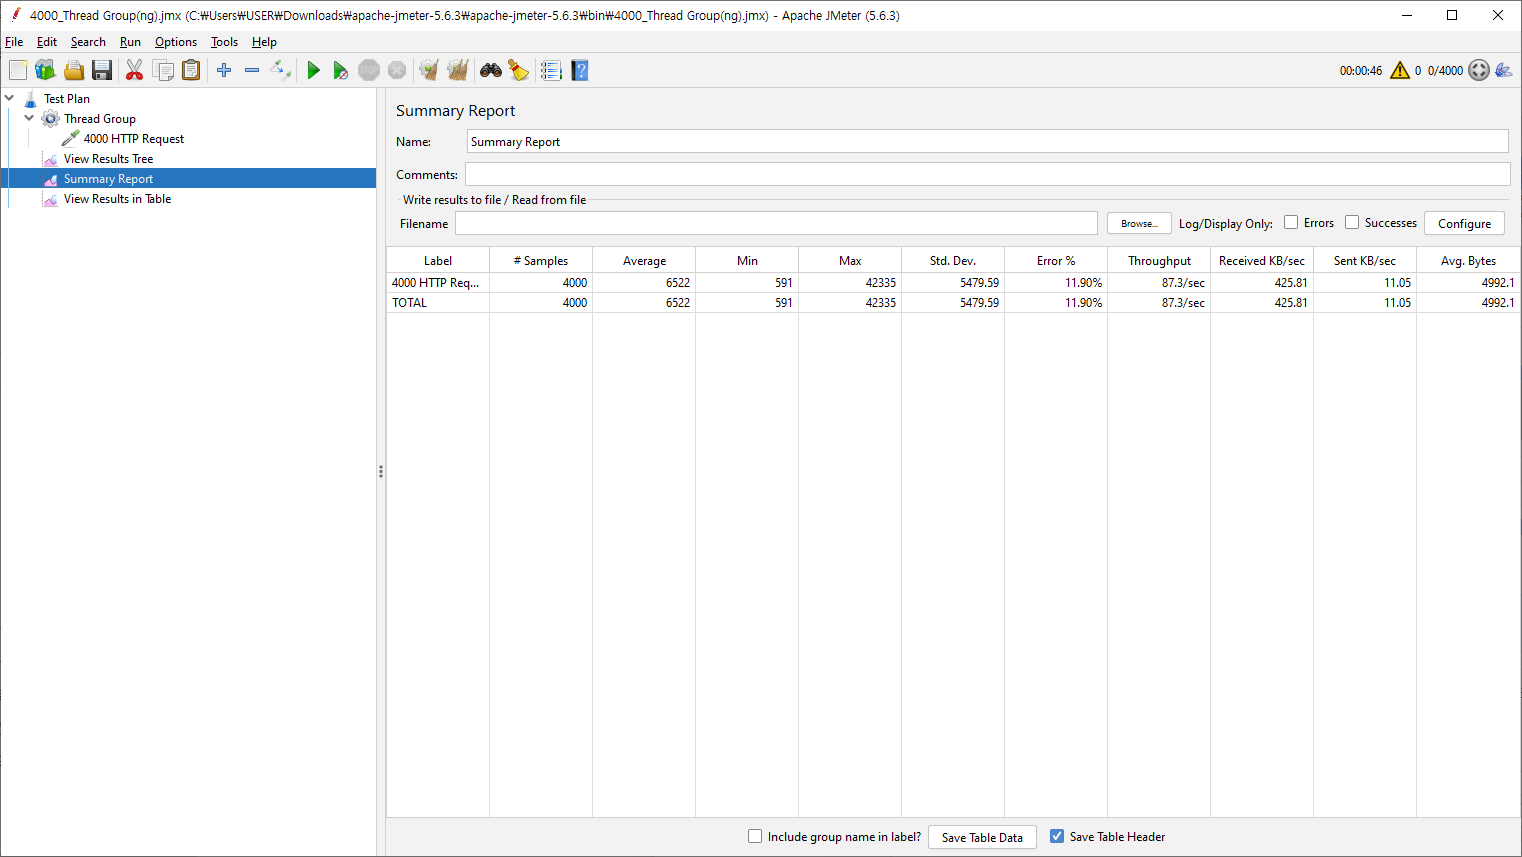 4000_Thread Group(ng).jmx (C:₩Users₩USER₩Downloads₩apache-jmeter-5.6.3₩apache-jmeter-5.6.3₩bin₩4000_Thread Group(ng).jmx) - Apache JMeter (5.6.3)
File Edit Search Run Options Tools Help
STOP ? 00:00:46 0 0/4000
Test Plan
Thread Group
4000 HTTP Request
View Results Tree
Summary Report
View Results in Table
Summary Report
Name: Summary Report
Comments:
Write results to file / Read from file
Filename Browse... Log/Display Only: Errors Successes Configure
Label # Samples Average Min Max Std. Dev. Error % Throughput Received KB/sec Sent KB/sec Avg. Bytes
4000 HTTP Req... 4000 6522 591 42335 5479.59 11.90% 87.3/sec 425.81 11.05 4992.1
TOTAL 4000 6522 591 42335 5479.59 11.90% 87.3/sec 425.81 11.05 4992.1
Include group name in label? Save Table Data Save Table Header